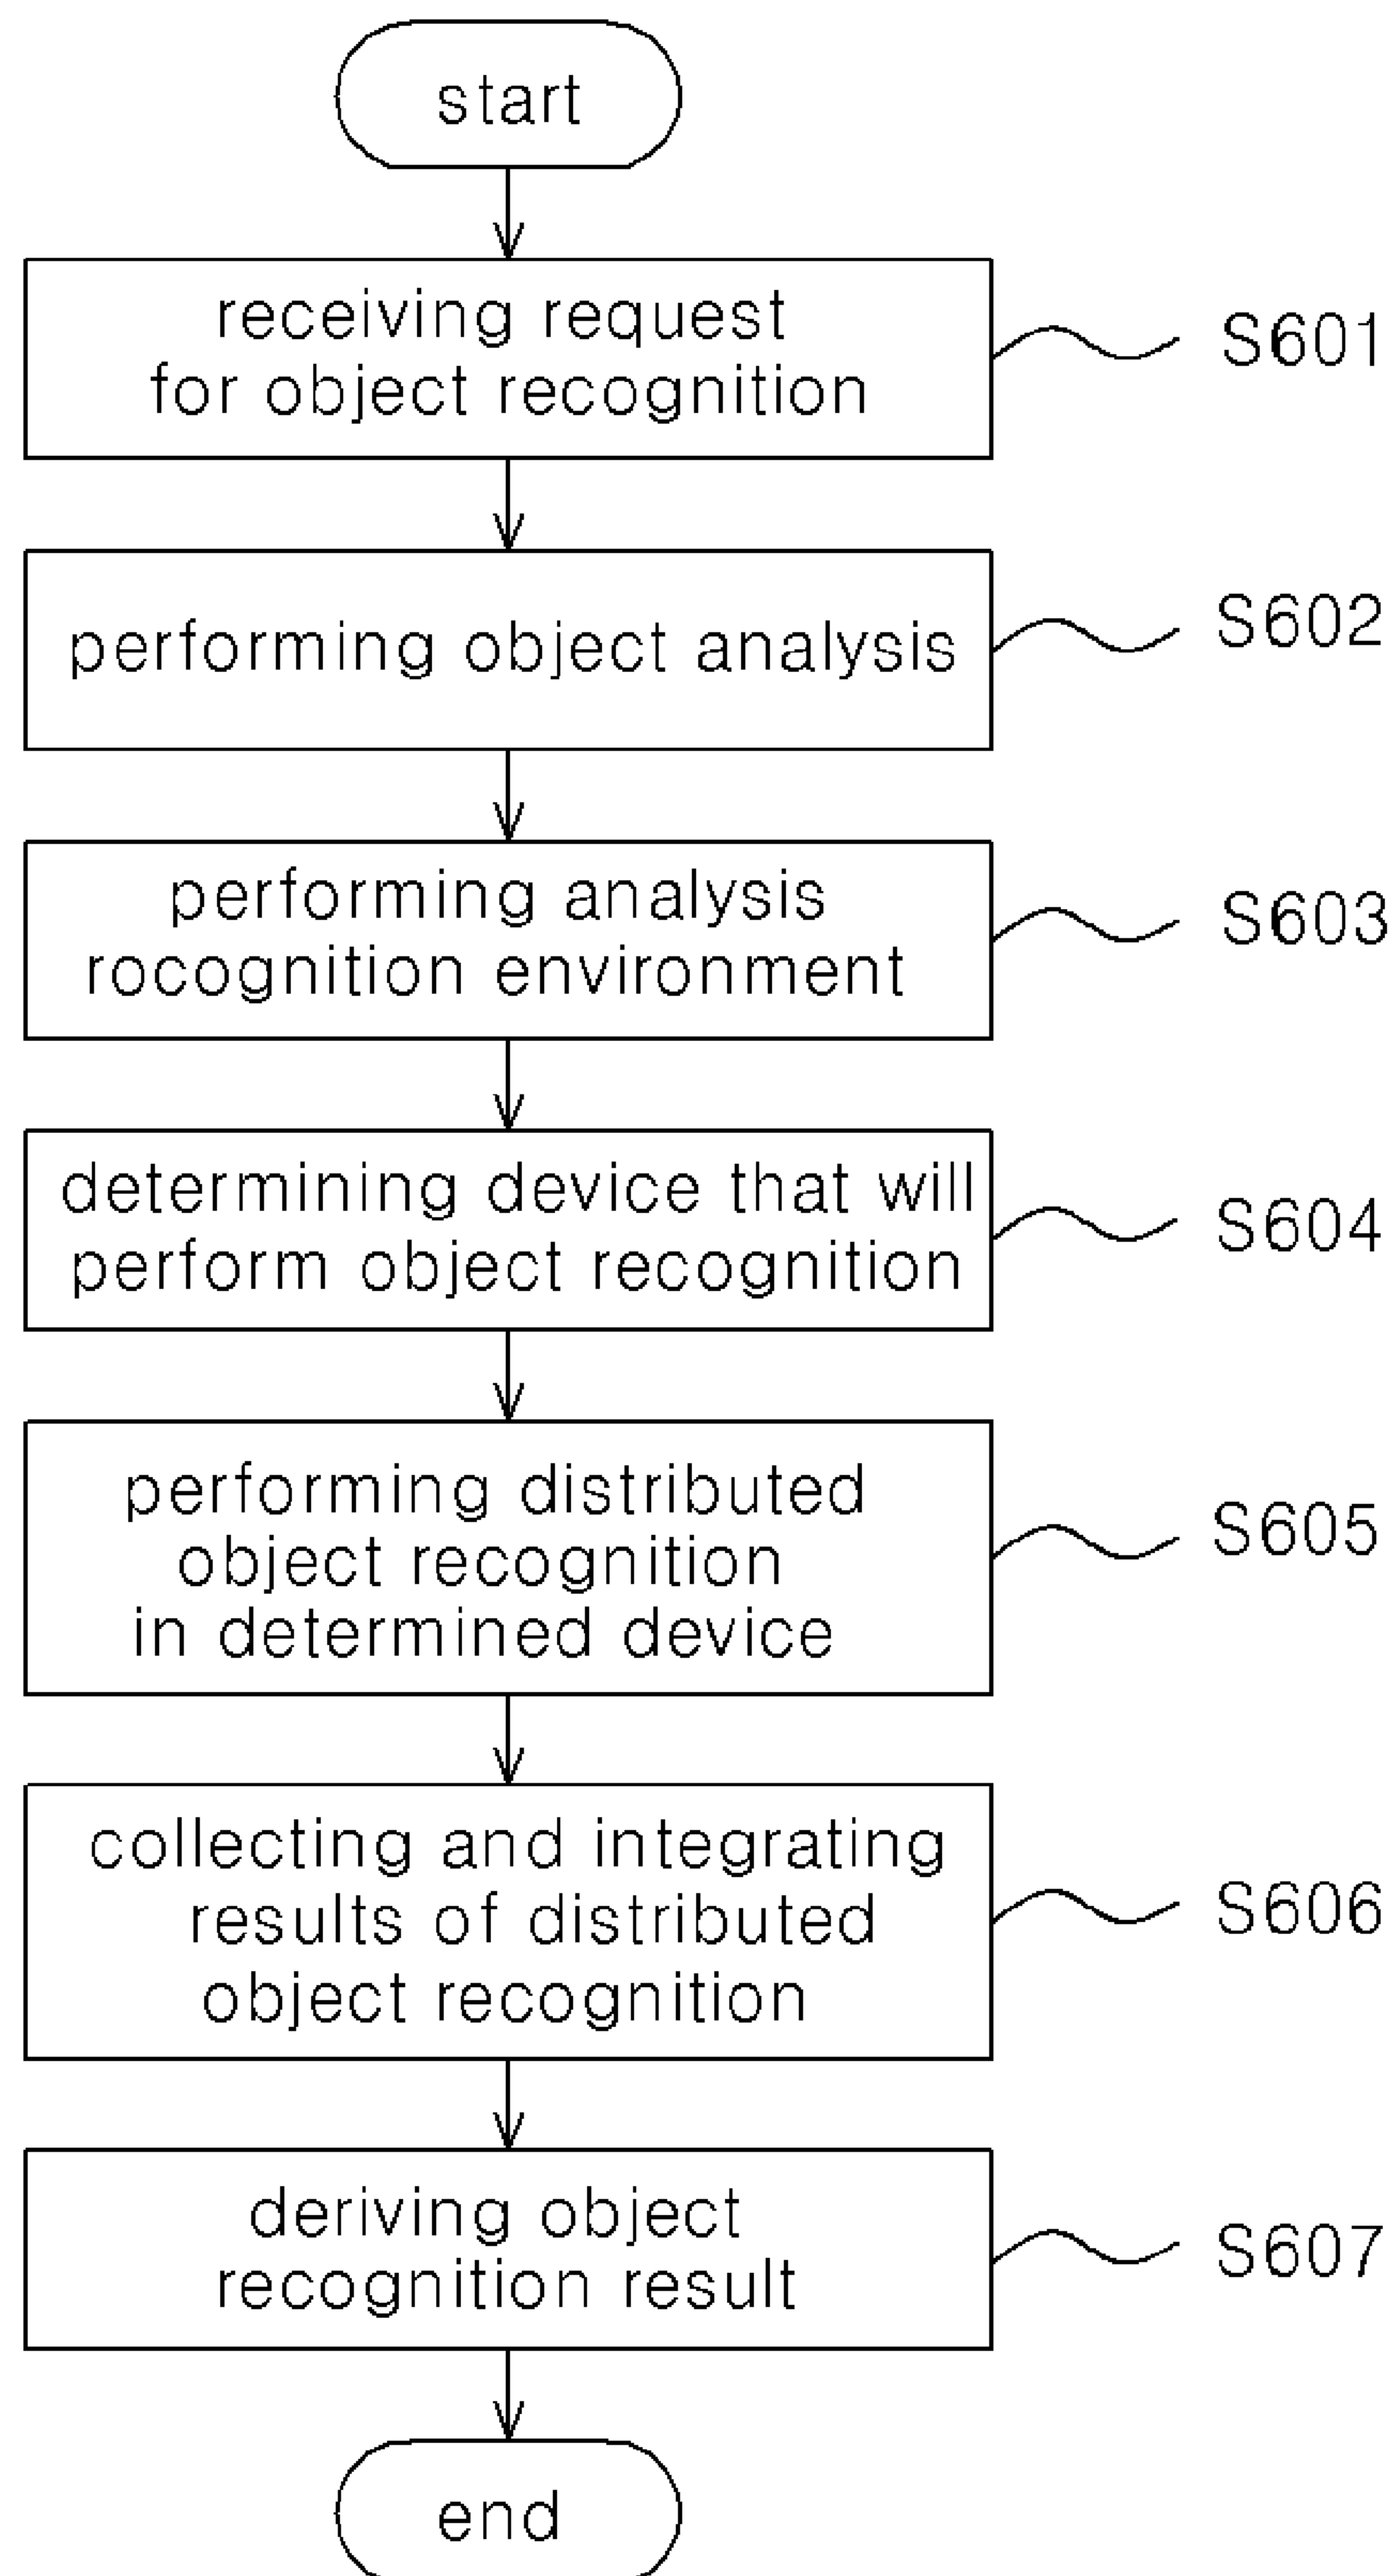 start
receiving request
for object recognition
S601
performing object analysis
S602
performing analysis
rocognition environment
S603
determining device that will
perform object recognition
S604
performing distributed
object recognition
in determined device
S605
collecting and integrating
results of distributed
object recognition
S606
deriving object
recognition result
S607
end